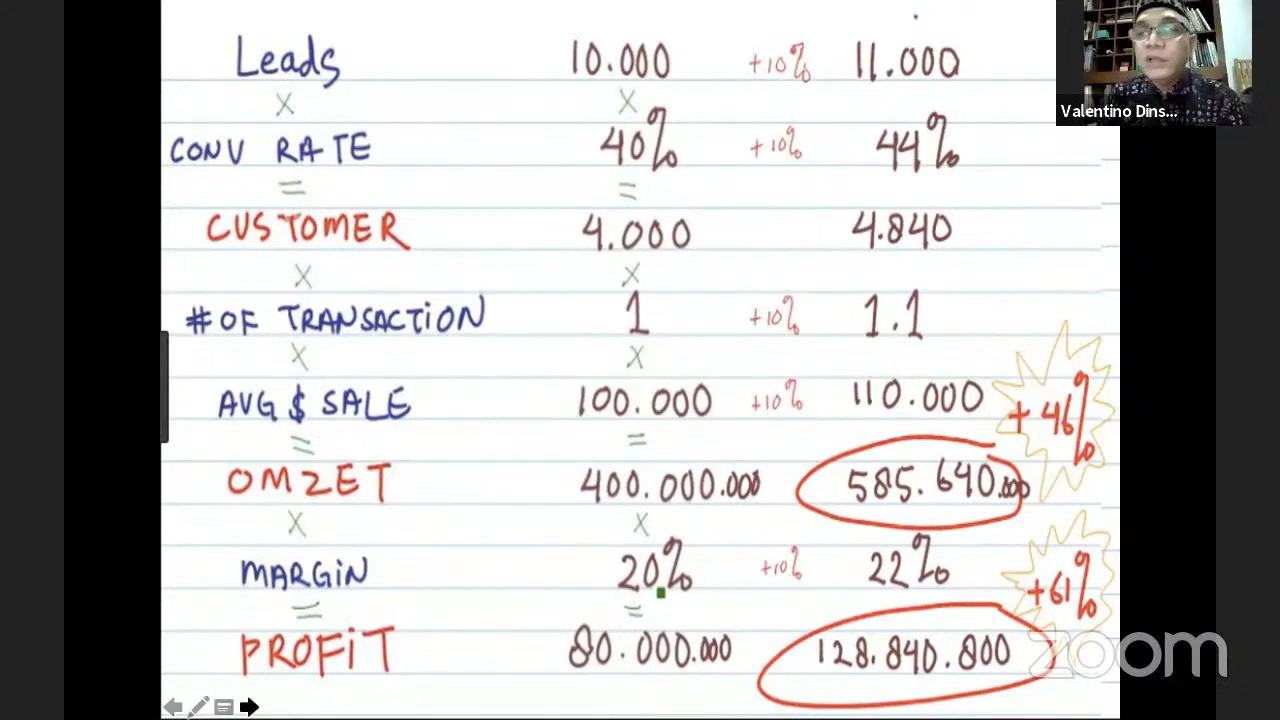 Leads 10.000 +10% 11.000
X X
CONV RATE 40% +10% 44%
= =
CUSTOMER 4.000 4.840
X X
# OF TRANSACTiON 1 +10% 1.1
X X
AVG $ SALE 100.000 +10% 110.000
+46%
= =
OMZET 400.000.000 585.640.000
X X
MARGiN 20% +10% 22%
+61%
= =
PROFiT 80.000.000 128.840.800
Valentino Dins...
zoom